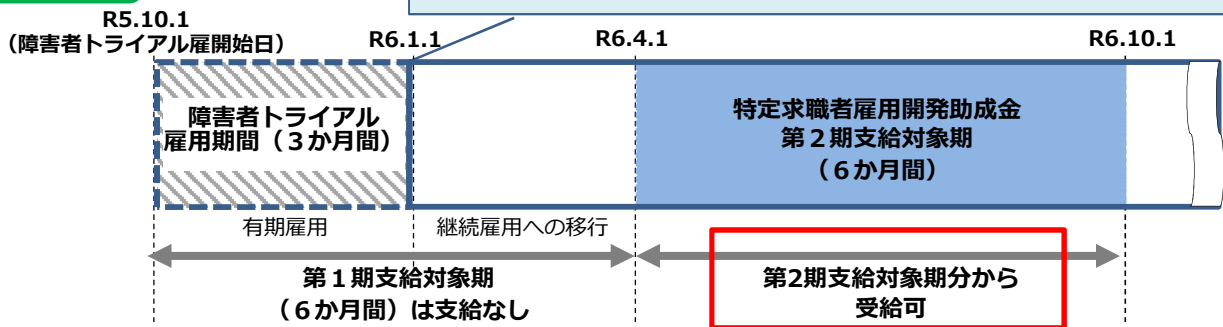 R5.10.1
(障害者トライアル雇開始日)
R6.1.1
R6.4.1
R6.10.1
障害者トライアル
雇用期間(3か月間)
特定求職者雇用開発助成金
第2期支給対象期
(6か月間)
有期雇用
継続雇用への移行
第1期支給対象期
(6か月間)は支給なし
第2期支給対象期分から
受給可